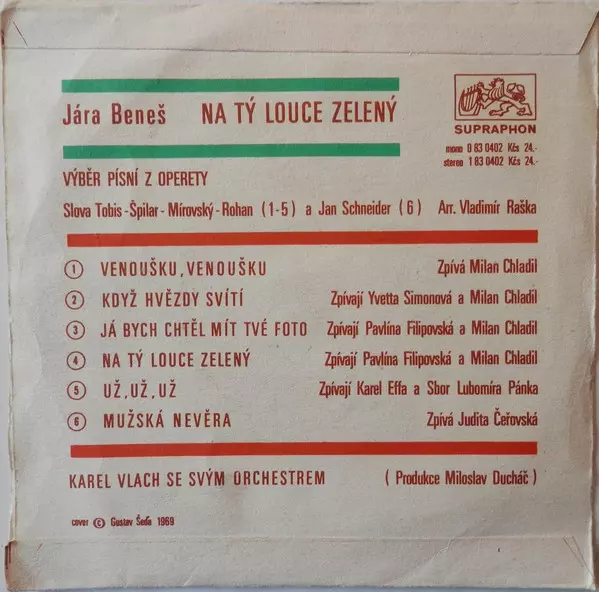 Jára Beneš NA TÝ LOUCE ZELENÝ
SUPRAPHON
mono 0 83 0402 Kčs 24.-
stereo 1 83 0402 Kčs 24.-
VÝBĚR PÍSNÍ Z OPERETY
Slova Tobis-Špilar-Mírovský-Rohan (1-5) a Jan Schneider (6) Arr. Vladimír Raška
1 VENOUŠKU, VENOUŠKU Zpívá Milan Chladil
2 KDYŽ HVĚZDY SVÍTÍ Zpívají Yvetta Simonová a Milan Chladil
3 JÁ BYCH CHTĚL MÍT TVÉ FOTO Zpívají Pavlína Filipovská a Milan Chladil
4 NA TÝ LOUCE ZELENÝ Zpívají Pavlína Filipovská a Milan Chladil
5 UŽ, UŽ, UŽ Zpívají Karel Effa a Sbor Lubomíra Pánka
6 MUŽSKÁ NEVĚRA Zpívá Judita Čeřovská
KAREL VLACH SE SVÝM ORCHESTREM (Produkce Miloslav Ducháč)
cover © Gustav Šeďa 1969